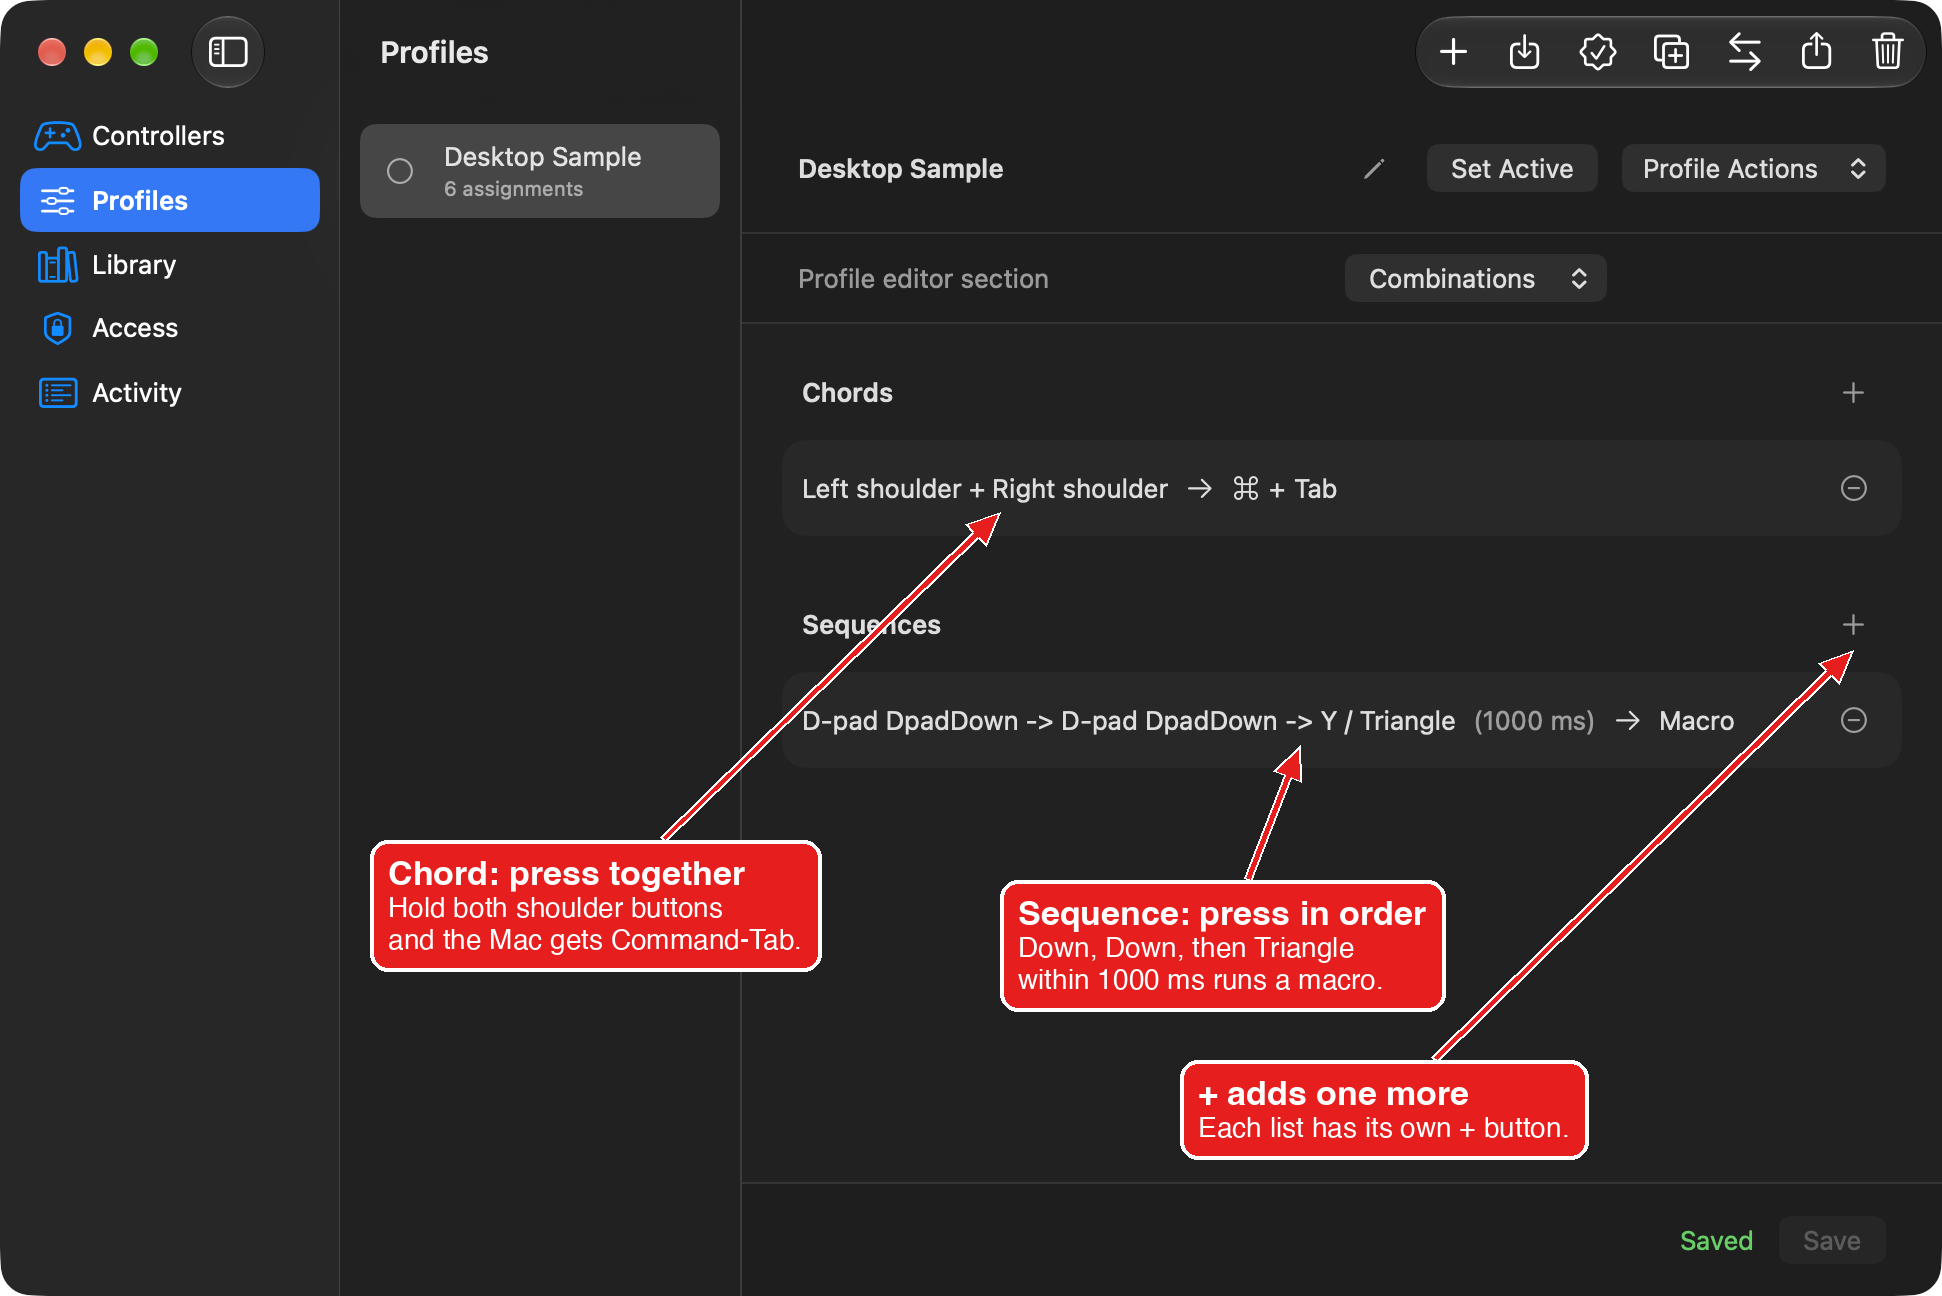 Profiles
Controllers
Profiles
Library
Access
Activity
Desktop Sample
6 assignments
Desktop Sample
Set Active
Profile Actions
Profile editor section
Combinations
Chords
Left shoulder + Right shoulder → ⌘ + Tab
Sequences
D-pad DpadDown -> D-pad DpadDown -> Y / Triangle (1000 ms) → Macro
Chord: press together
Hold both shoulder buttons
and the Mac gets Command-Tab.
Sequence: press in order
Down, Down, then Triangle
within 1000 ms runs a macro.
+ adds one more
Each list has its own + button.
Saved
Save